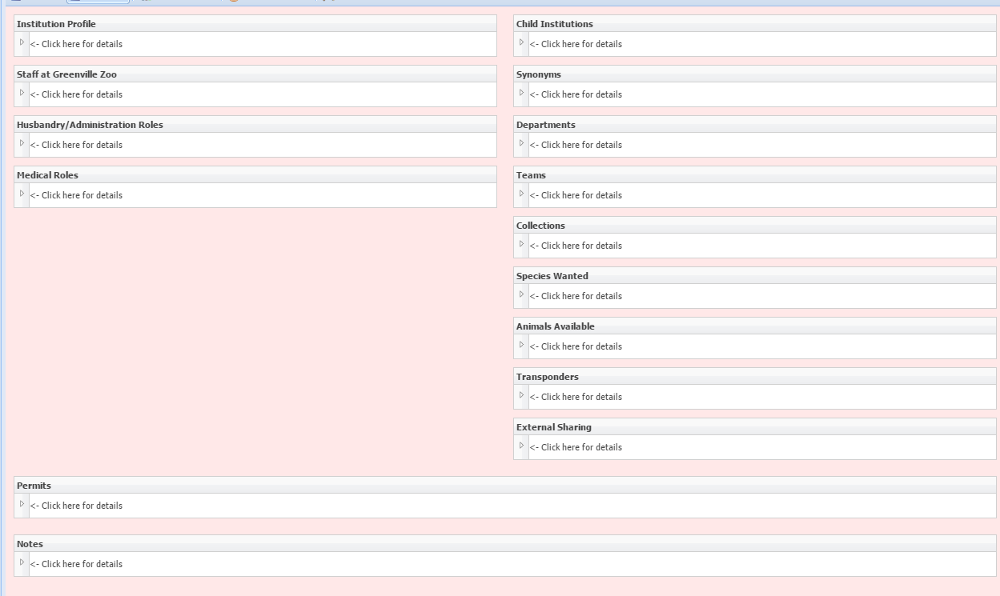 Institution Profile
<- Click here for details
Staff at Greenville Zoo
<- Click here for details
Husbandry/Administration Roles
<- Click here for details
Medical Roles
<- Click here for details
Child Institutions
<- Click here for details
Synonyms
<- Click here for details
Departments
<- Click here for details
Teams
<- Click here for details
Collections
<- Click here for details
Species Wanted
<- Click here for details
Animals Available
<- Click here for details
Transponders
<- Click here for details
External Sharing
<- Click here for details
Permits
<- Click here for details
Notes
<- Click here for details